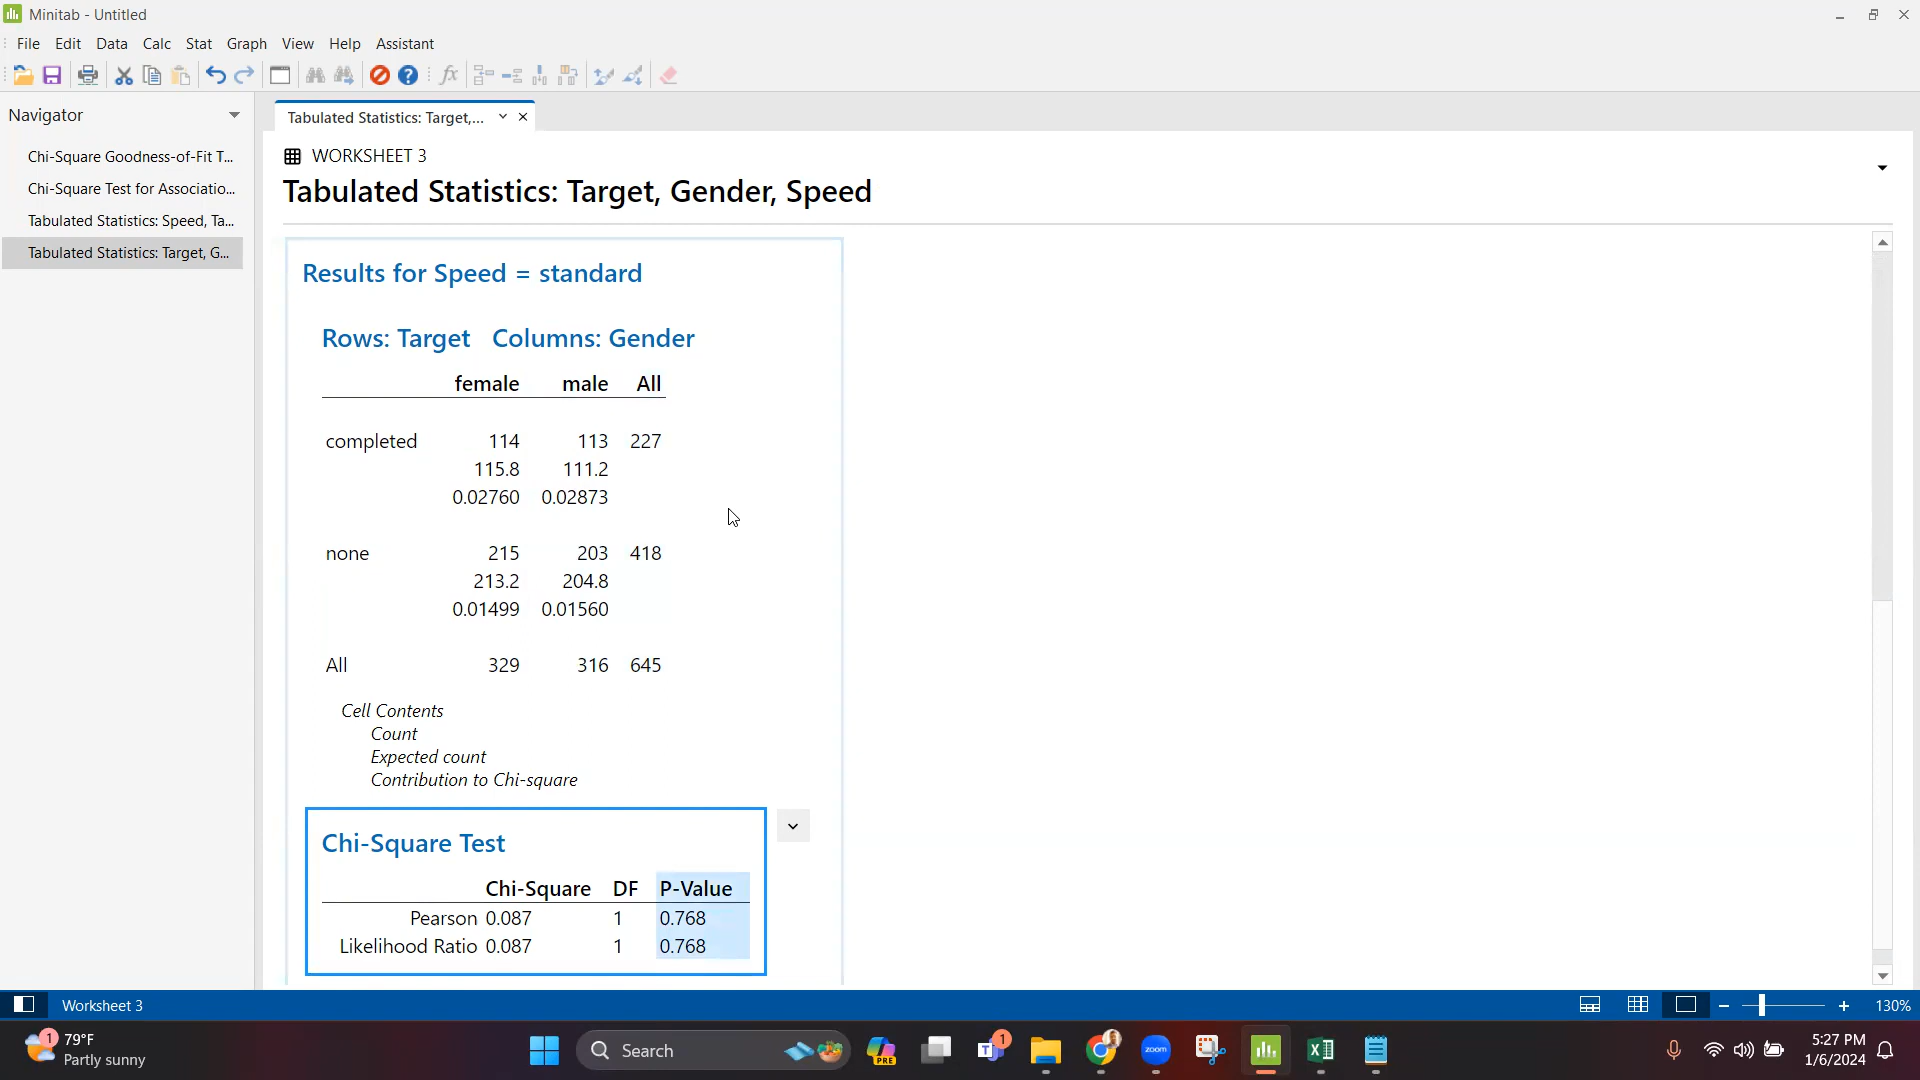 Minitab - Untitled
File Edit Data Calc Stat Graph View Help Assistant
Navigator
Chi-Square Goodness-of-Fit T...
Chi-Square Test for Associatio...
Tabulated Statistics: Speed, Ta...
Tabulated Statistics: Target, G...
Tabulated Statistics: Target,...
WORKSHEET 3
Tabulated Statistics: Target, Gender, Speed
Results for Speed = standard
Rows: Target Columns: Gender
female male All
completed 114 113 227
115.8 111.2
0.02760 0.02873
none 215 203 418
213.2 204.8
0.01499 0.01560
All 329 316 645
Cell Contents
Count
Expected count
Contribution to Chi-square
Chi-Square Test
Chi-Square DF P-Value
Pearson 0.087 1 0.768
Likelihood Ratio 0.087 1 0.768
Worksheet 3
130%
1
79°F
Partly sunny
Search
PRE
1
zoom
5:27 PM
1/6/2024